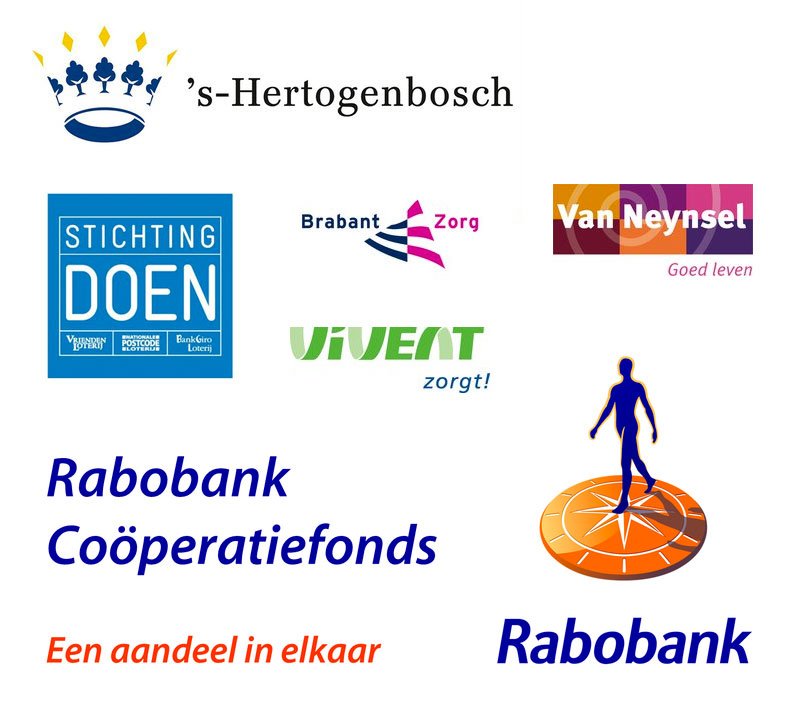 's-Hertogenbosch
STICHTING
DOEN
VRIENDEN
LOTERIJ
NATIONALE
POSTCODE
LOTERIJ
BankGiro
Loterij
Brabant Zorg
Van Neynsel
Goed leven
ViVENT
zorgt!
Rabobank
Coöperatiefonds
Een aandeel in elkaar
Rabobank